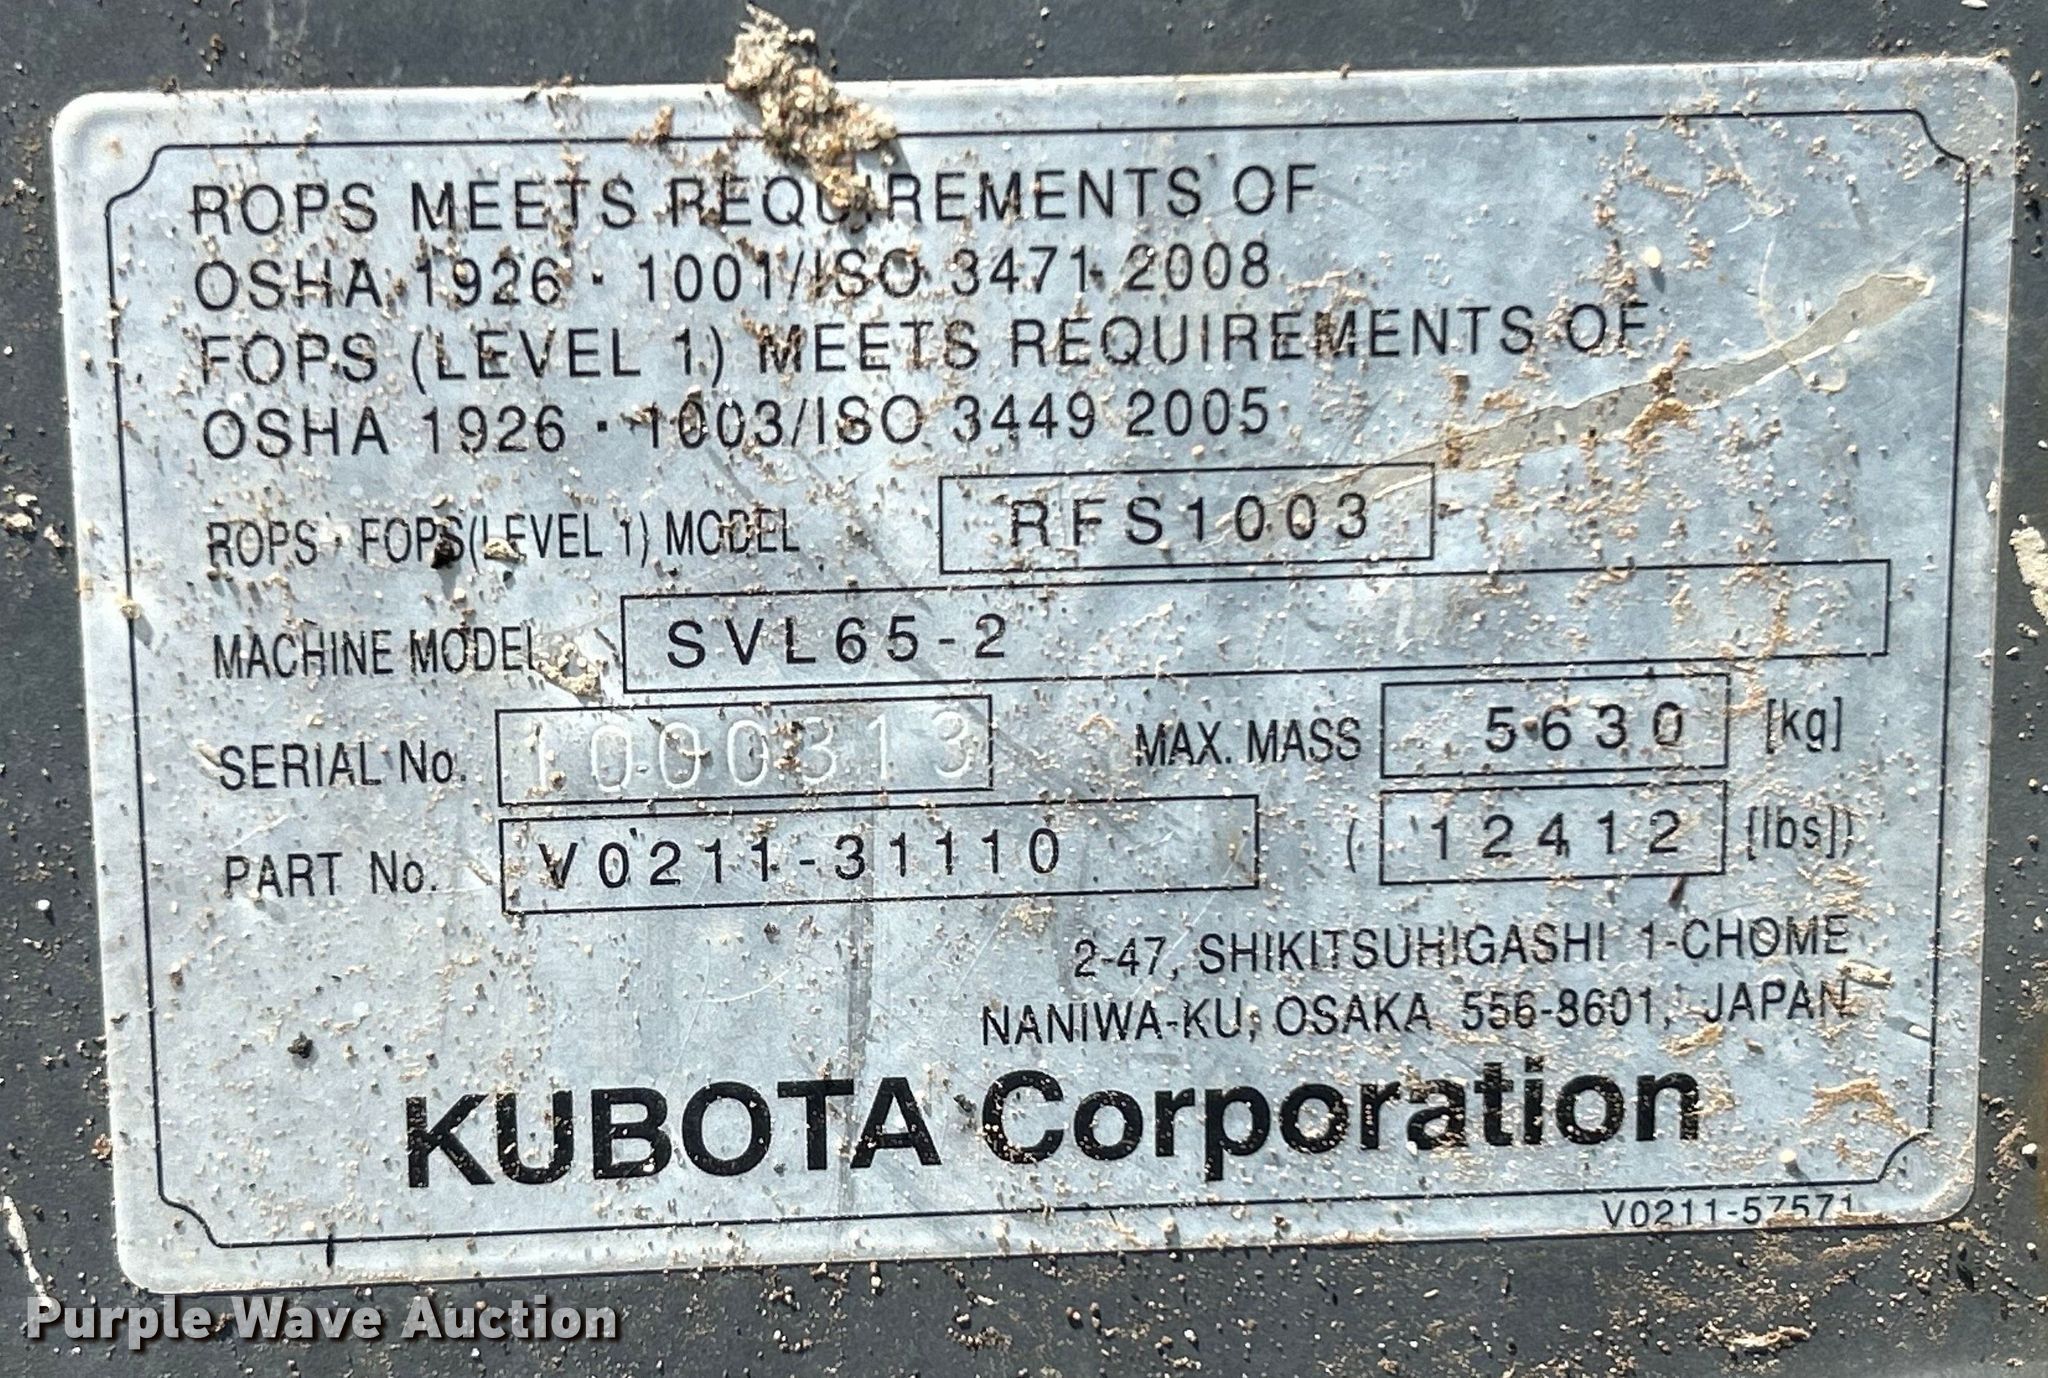 ROPS MEETS REQUIREMENTS OF
OSHA 1926・1001/ISO 3471 2008
FOPS (LEVEL 1) MEETS REQUIREMENTS OF
OSHA 1926・1003/ISO 3449 2005
ROPS・FOPS(LEVEL 1) MODEL RFS1003
MACHINE MODEL SVL65-2
SERIAL No. 1000313 MAX. MASS 5630 [kg]
PART No. V0211-31110 (12412 [lbs])
2-47, SHIKITSUHIGASHI 1-CHOME
NANIWA-KU, OSAKA 556-8601, JAPAN
KUBOTA Corporation
V0211-57571
Purple Wave Auction